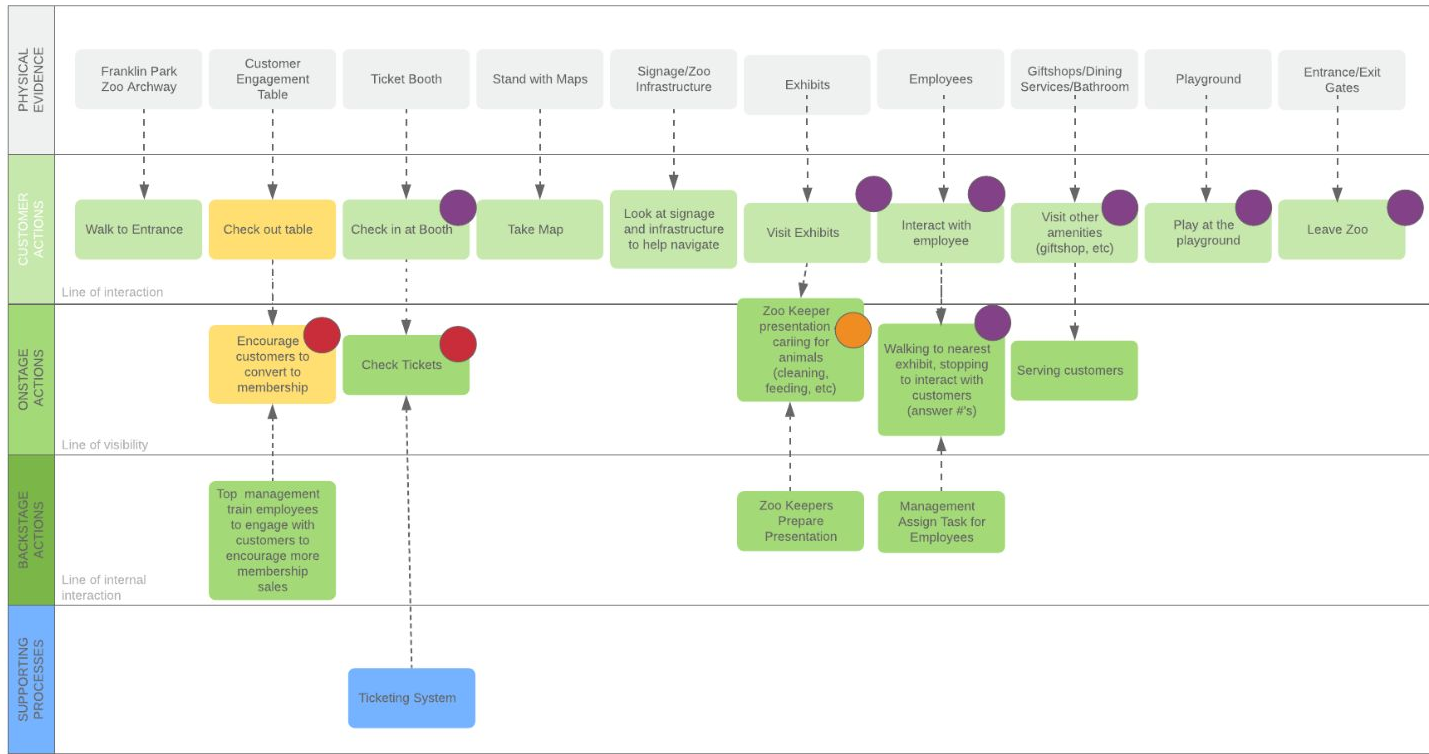 PHYSICAL
EVIDENCE
Franklin Park
Zoo Archway
Customer
Engagement
Table
Ticket Booth
Stand with Maps
Signage/Zoo
Infrastructure
Exhibits
Employees
Giftshops/Dining
Services/Bathroom
Playground
Entrance/Exit
Gates
CUSTOMER
ACTIONS
Walk to Entrance
Check out table
Check in at Booth
Take Map
Look at signage
and infrastructure
to help navigate
Visit Exhibits
Interact with
employee
Visit other
amenities
(giftshop, etc)
Play at the
playground
Leave Zoo
Line of interaction
ONSTAGE
ACTIONS
Encourage
customers to
convert to
membership
Check Tickets
Zoo Keeper
presentation
cariing for
animals
(cleaning,
feeding, etc)
Walking to nearest
exhibit, stopping
to interact with
customers
(answer #'s)
Serving customers
Line of visibility
BACKSTAGE
ACTIONS
Top management
train employees
to engage with
customers to
encourage more
membership
sales
Zoo Keepers
Prepare
Presentation
Management
Assign Task for
Employees
Line of internal
interaction
SUPPORTING
PROCESSES
Ticketing System